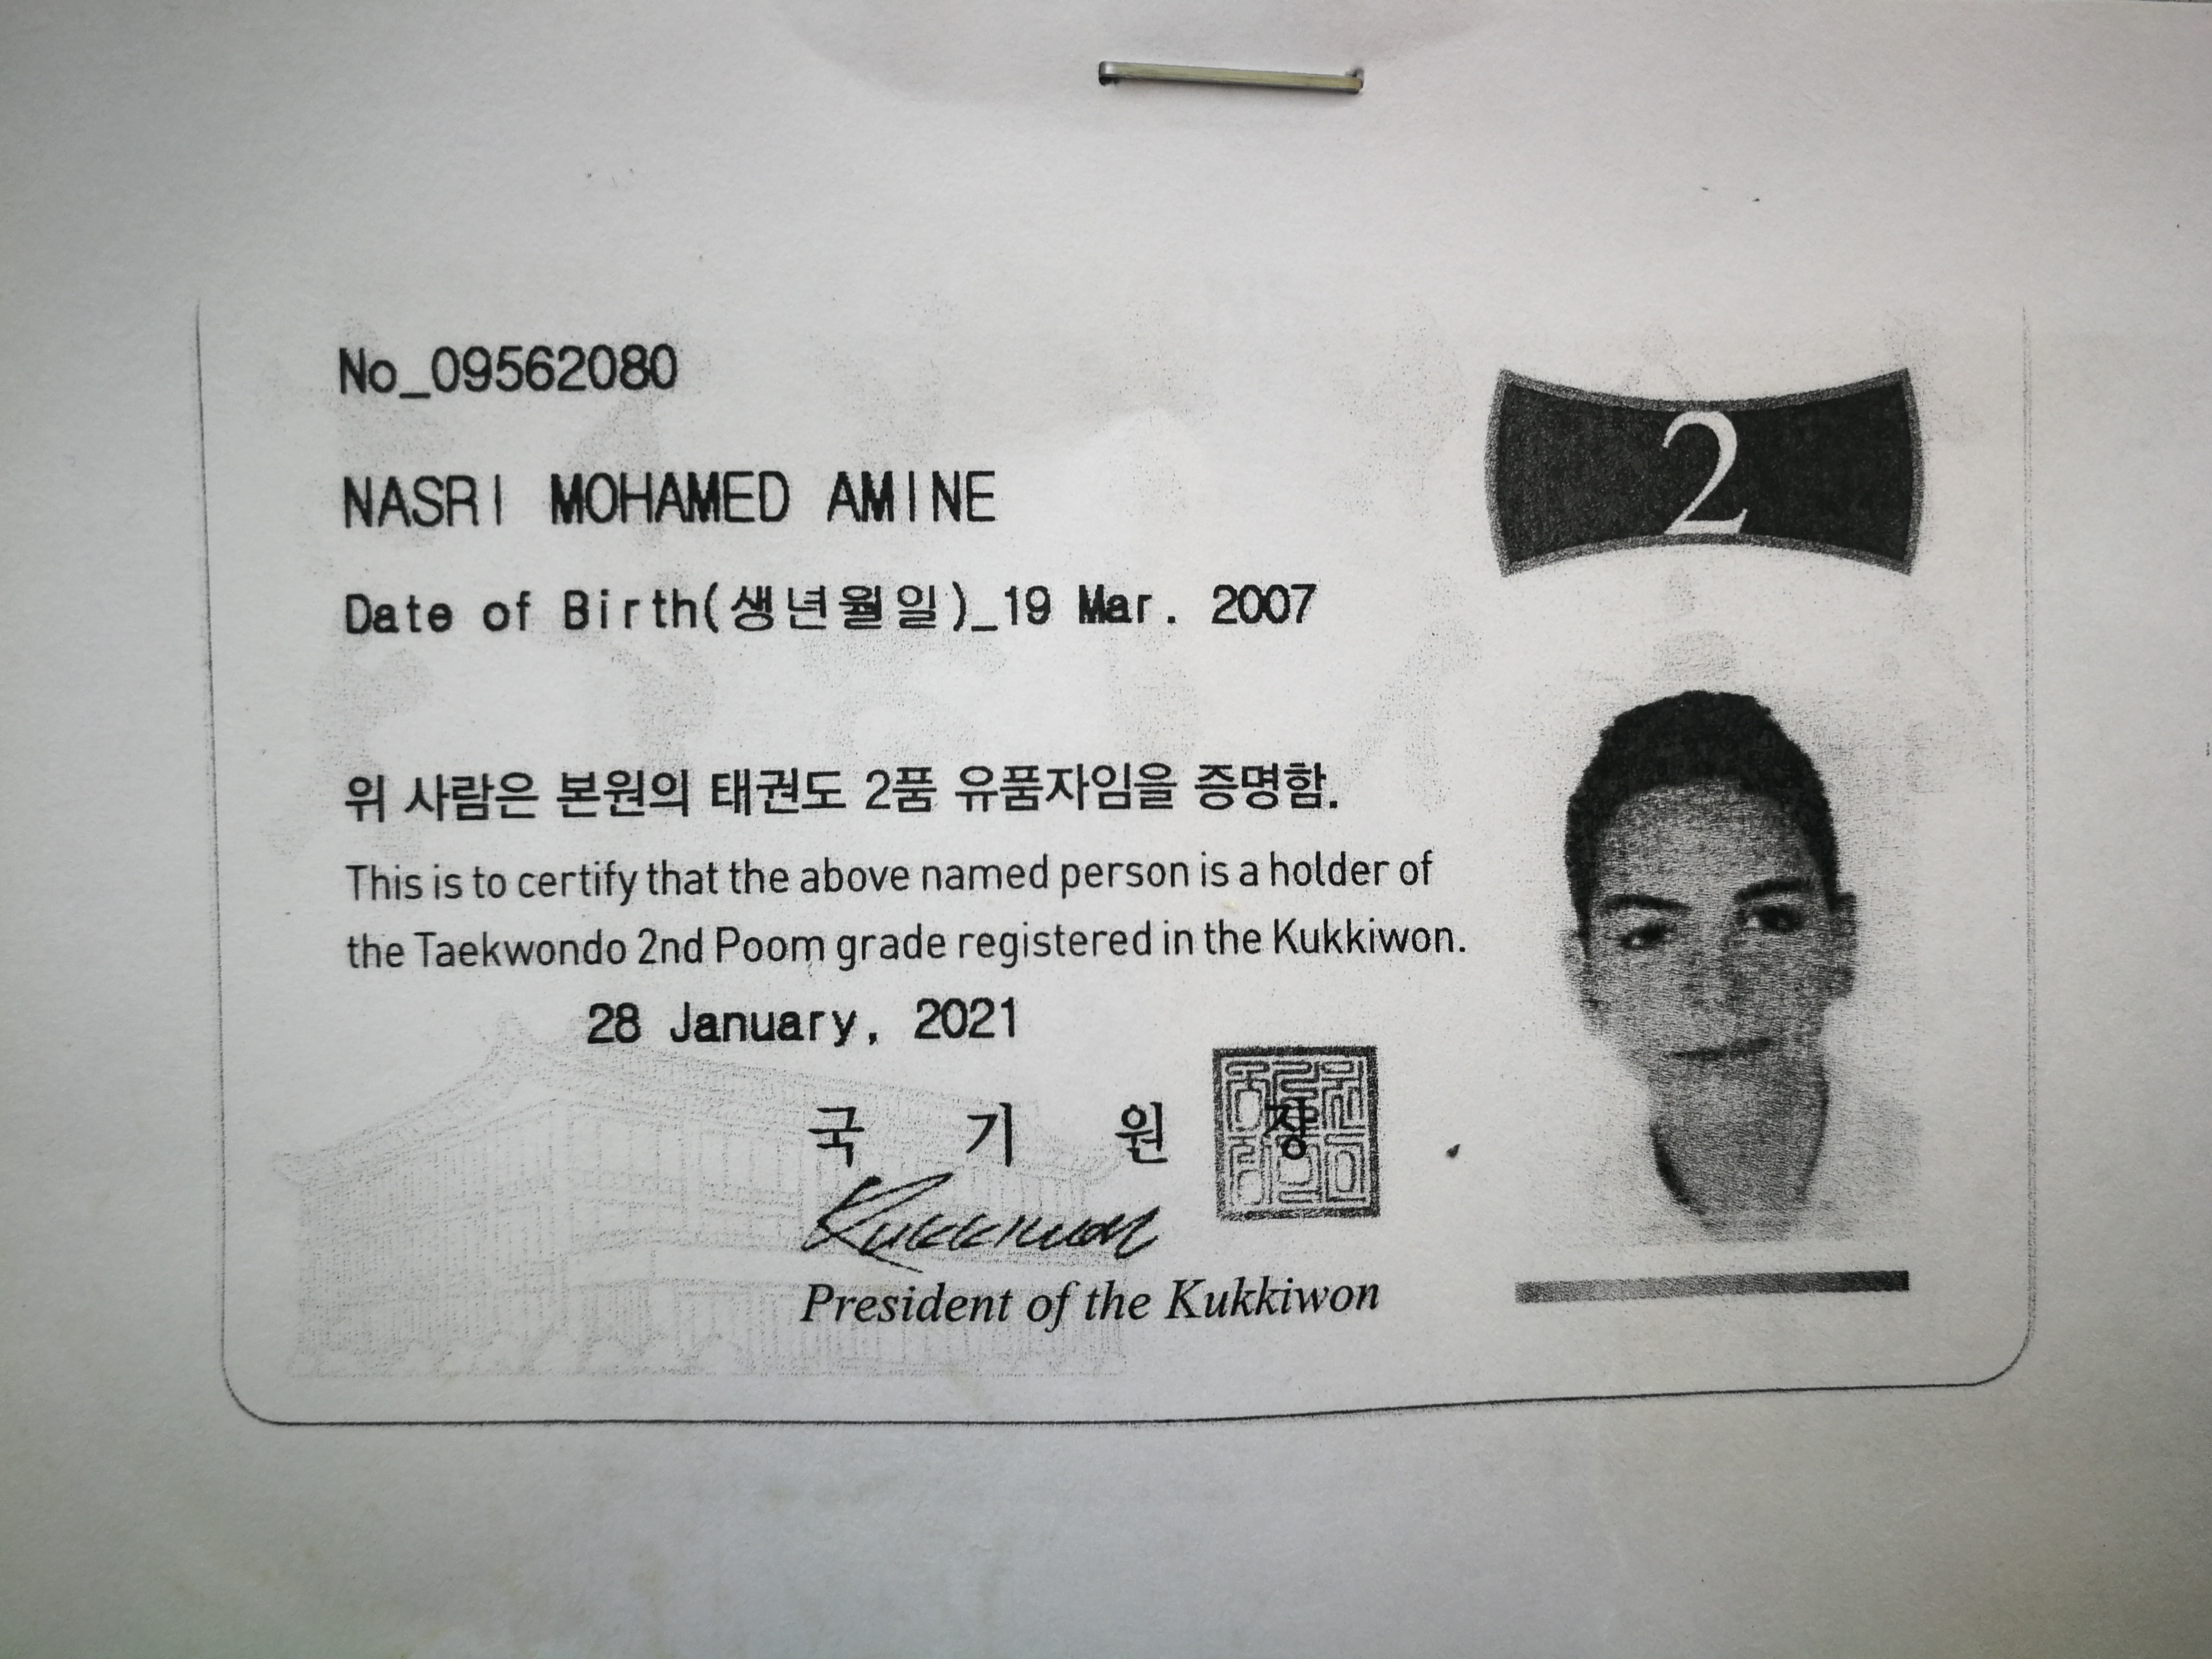 No_09562080
2
NASRI MOHAMED AMINE
Date of Birth(생년월일)_19 Mar. 2007
위 사람은 본원의 태권도 2품 유품자임을 증명함.
This is to certify that the above named person is a holder of
the Taekwondo 2nd Poom grade registered in the Kukkiwon.
28 January, 2021
국 기 원 장
Kukkiwon
President of the Kukkiwon